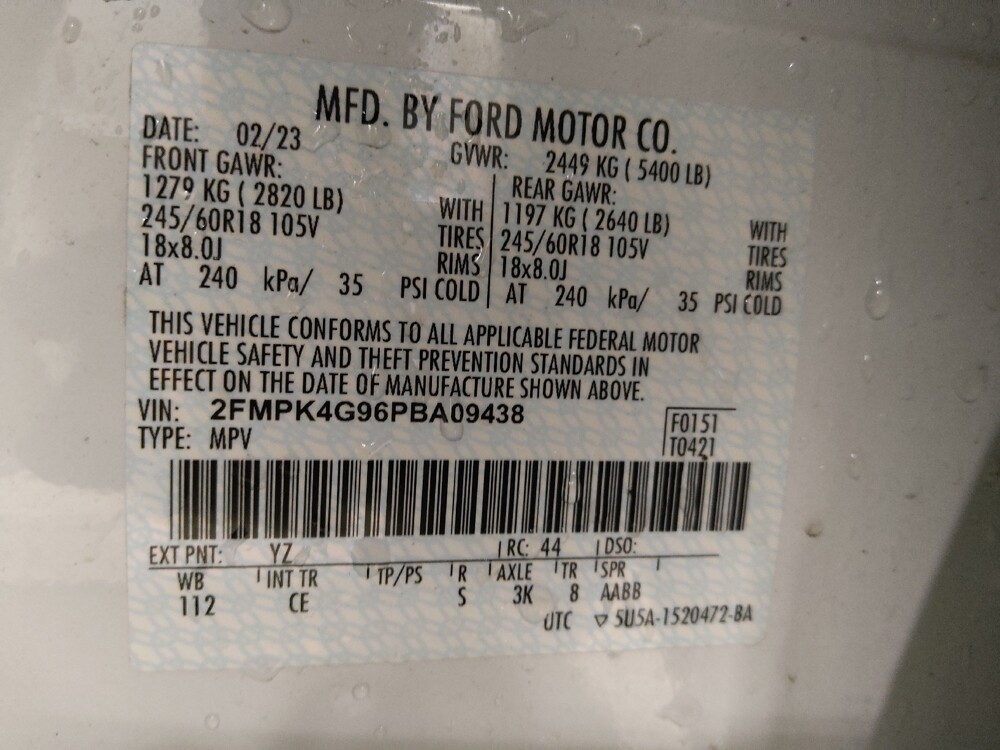 MFD. BY FORD MOTOR CO.
DATE: 02/23
GVWR: 2449 KG ( 5400 LB)
FRONT GAWR:
1279 KG ( 2820 LB) WITH
245/60R18 105V TIRES
18x8.0J RIMS
AT 240 kPa/ 35 PSI COLD
REAR GAWR:
1197 KG ( 2640 LB) WITH
245/60R18 105V TIRES
18x8.0J RIMS
AT 240 kPa/ 35 PSI COLD
THIS VEHICLE CONFORMS TO ALL APPLICABLE FEDERAL MOTOR
VEHICLE SAFETY AND THEFT PREVENTION STANDARDS IN
EFFECT ON THE DATE OF MANUFACTURE SHOWN ABOVE.
VIN: 2FMPK4G96PBA09438
TYPE: MPV
F0151
T0421
EXT PNT: YZ RC: 44 DSO:
WB INT TR TP/PS R AXLE TR SPR
112 CE S 3K 8 AABB
UTC ▽ 5U5A-1520472-BA